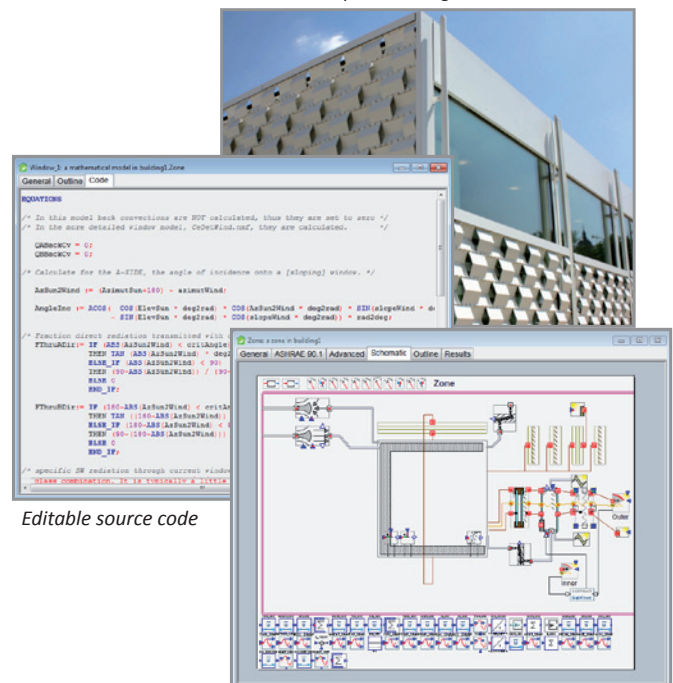 Window_1: a mathematical model in building1.Zone
General Outline Code
EQUATIONS
/* In this model back convections are NOT calculated, thus they are set to zero */
/* In the more detailed window model, CeDetWind.nmf, they are calculated. */
QABackCv = 0;
QBBackCv = 0;
/* Calculate for the A-SIDE, the angle of incidence onto a [sloping] window. */
AzSun2Wind := (AzimutSun-180) - azimutWind;
AngleInc := ACOS( COS(ElevSun * deg2rad) * COS(AzSun2Wind * deg2rad) * SIN(slopeWind * de
- SIN(ElevSun * deg2rad) * COS(slopeWind * deg2rad)) * rad2deg;
/* Fraction direct radiation transmitted with
FThruADir:= IF (ABS(AzSun2Wind) < critAngle
THEN TAN (ABS(AzSun2Wind) * deg2
ELSE_IF (ABS(AzSun2Wind) < 90)
THEN (90-ABS(AzSun2Wind)) / (90-
ELSE 0
END_IF;
FThruBDir:= IF (180-ABS(AzSun2Wind) < critAn
THEN TAN ((180-ABS(AzSun2Wind))
ELSE_IF (180-ABS(AzSun2Wind) < 9
THEN (90-(180-ABS(AzSun2Wind)))
ELSE 0
END_IF;
/* specific SW radiation through current window
glass combination. It is typically a little
Editable source code
Zone: a zone in building1
General ASHRAE 90.1 Advanced Schematic Outline Results
Zone
Outer
Inner